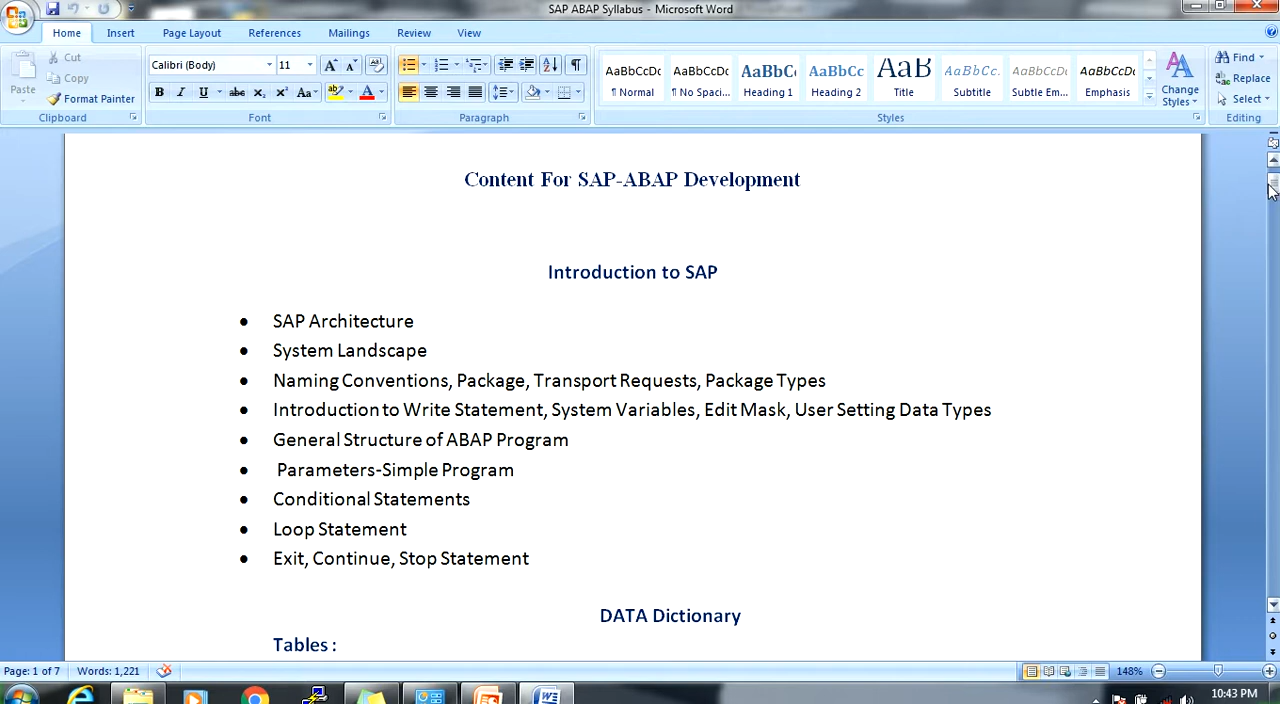 SAP ABAP Syllabus - Microsoft Word
Home Insert Page Layout References Mailings Review View
Paste
Cut
Copy
Format Painter
Clipboard
Calibri (Body) 11
B I U abc X₂ X² Aa
Font
Paragraph
AaBbCcDc AaBbCcDc AaBbC AaBbCc AaB AaBbCc. AaBbCcDc AaBbCcDc
¶ Normal ¶ No Spaci... Heading 1 Heading 2 Title Subtitle Subtle Em... Emphasis
Change Styles
Styles
Find
Replace
Select
Editing
Content For SAP-ABAP Development
Introduction to SAP
• SAP Architecture
• System Landscape
• Naming Conventions, Package, Transport Requests, Package Types
• Introduction to Write Statement, System Variables, Edit Mask, User Setting Data Types
• General Structure of ABAP Program
• Parameters-Simple Program
• Conditional Statements
• Loop Statement
• Exit, Continue, Stop Statement
DATA Dictionary
Tables :
Page: 1 of 7 Words: 1,221 148%
10:43 PM